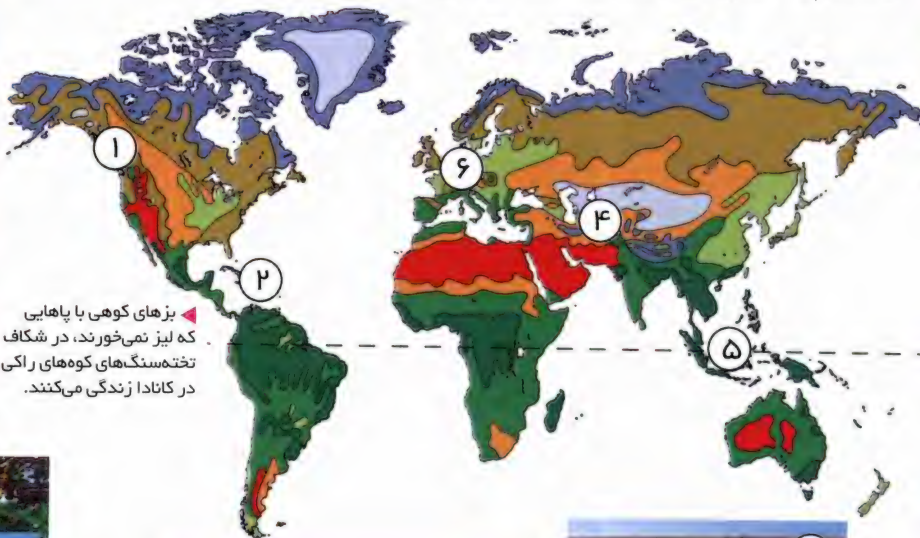 ۱
۶
۴
۲
بزهای کوهی با پاهایی
که لیز نمی‌خورند، در شکاف
تخته‌سنگ‌های کوه‌های راکی
در کانادا زندگی می‌کنند.
۵